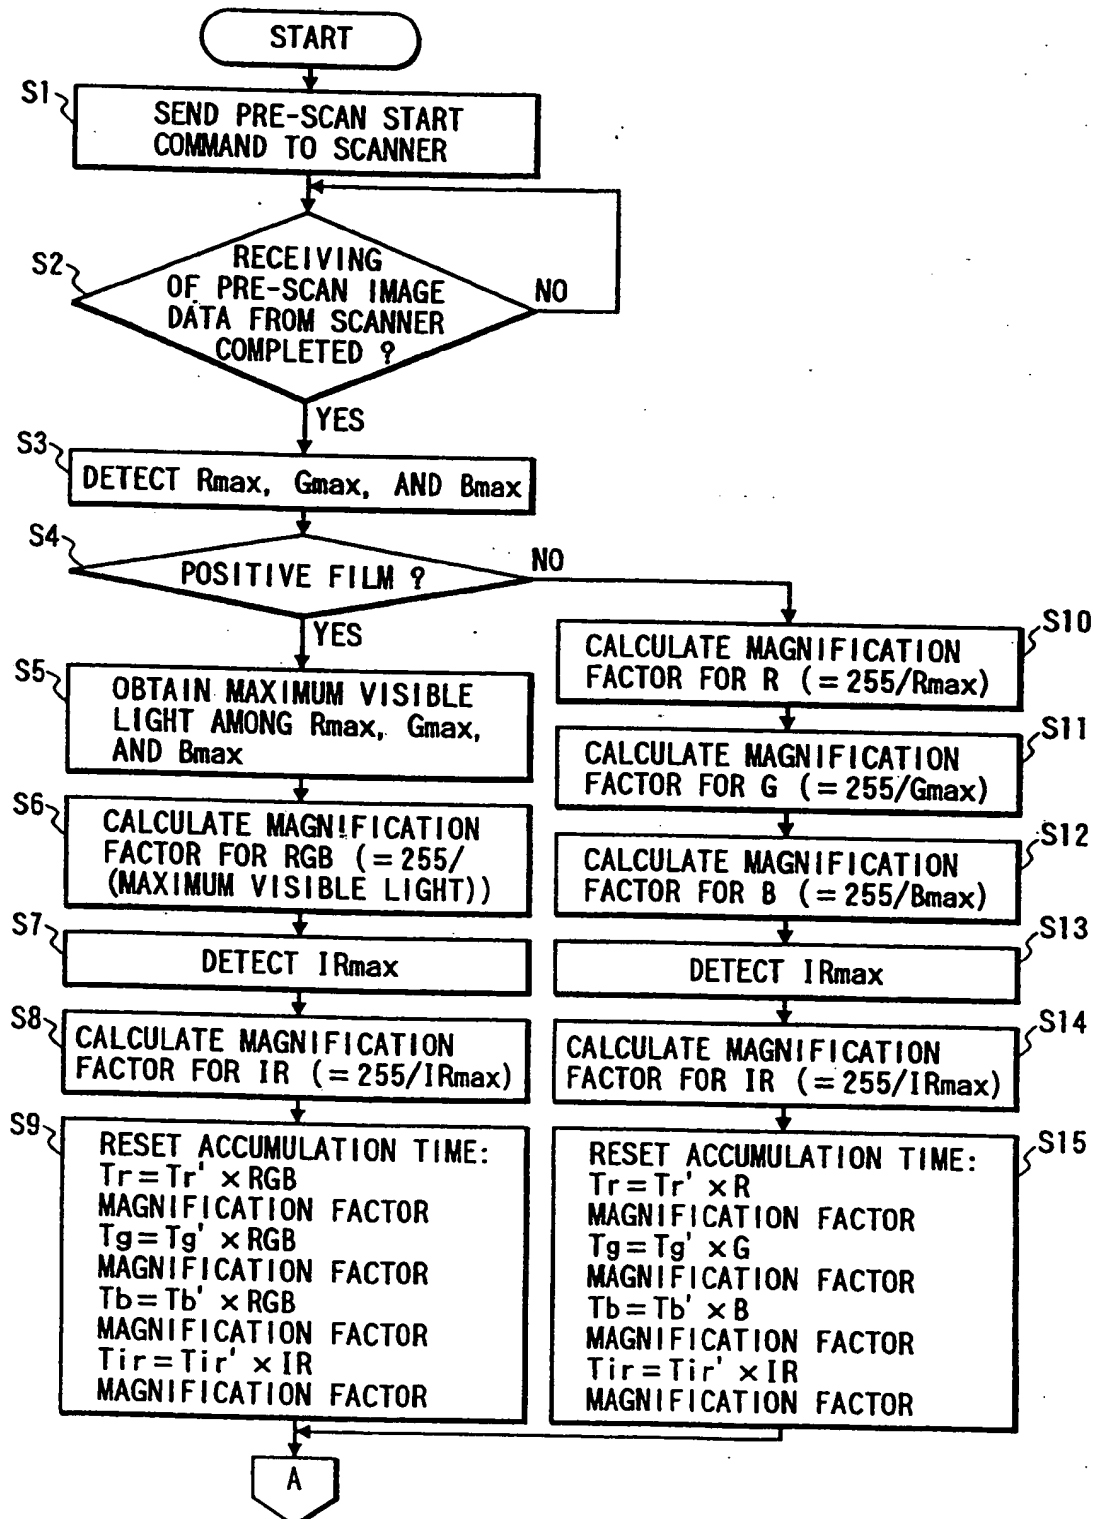 START
S1
SEND PRE-SCAN START
COMMAND TO SCANNER
S2
RECEIVING
OF PRE-SCAN IMAGE
DATA FROM SCANNER
COMPLETED ?
NO
YES
S3
DETECT Rmax, Gmax, AND Bmax
S4
POSITIVE FILM ?
NO
YES
S5
OBTAIN MAXIMUM VISIBLE
LIGHT AMONG Rmax, Gmax,
AND Bmax
S6
CALCULATE MAGNIFICATION
FACTOR FOR RGB (=255/
(MAXIMUM VISIBLE LIGHT))
S7
DETECT IRmax
S8
CALCULATE MAGNIFICATION
FACTOR FOR IR (=255/IRmax)
S9
RESET ACCUMULATION TIME:
Tr=Tr' ×RGB
MAGNIFICATION FACTOR
Tg=Tg' ×RGB
MAGNIFICATION FACTOR
Tb=Tb' ×RGB
MAGNIFICATION FACTOR
Tir=Tir' ×IR
MAGNIFICATION FACTOR
S10
CALCULATE MAGNIFICATION
FACTOR FOR R (=255/Rmax)
S11
CALCULATE MAGNIFICATION
FACTOR FOR G (=255/Gmax)
S12
CALCULATE MAGNIFICATION
FACTOR FOR B (=255/Bmax)
S13
DETECT IRmax
S14
CALCULATE MAGNIFICATION
FACTOR FOR IR (=255/IRmax)
S15
RESET ACCUMULATION TIME:
Tr=Tr' ×R
MAGNIFICATION FACTOR
Tg=Tg' ×G
MAGNIFICATION FACTOR
Tb=Tb' ×B
MAGNIFICATION FACTOR
Tir=Tir' ×IR
MAGNIFICATION FACTOR
A